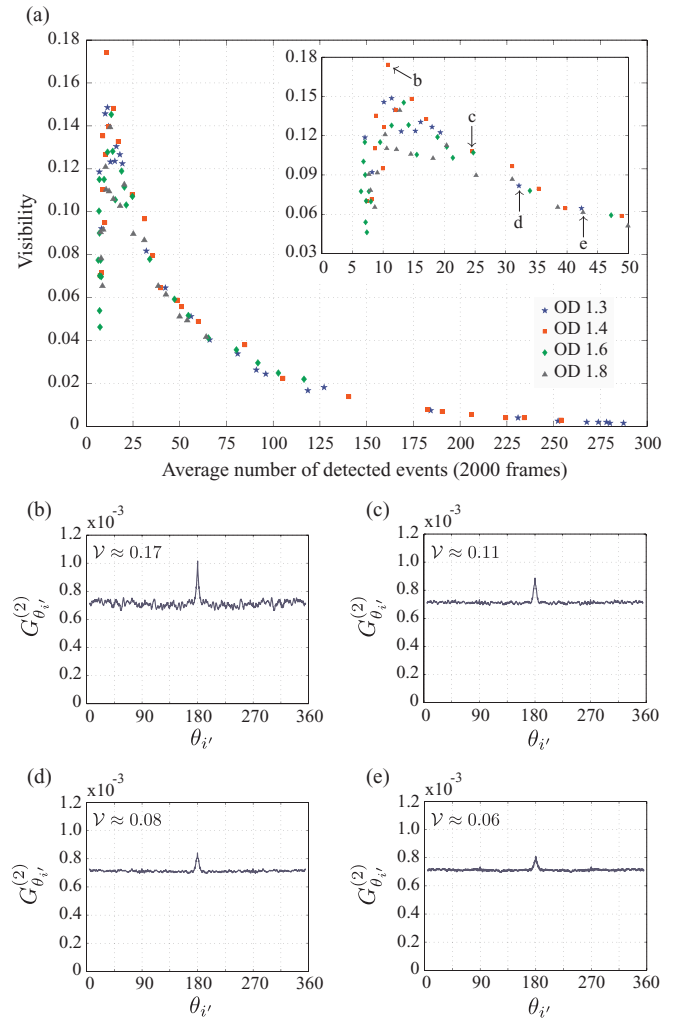 (a)
0.18
0.16
0.14
0.12
0.10
0.08
0.06
0.04
0.02
0
Visibility
0 25 50 75 100 125 150 175 200 225 250 275 300
Average number of detected events (2000 frames)
0.18
0.15
0.12
0.09
0.06
0.03
0 5 10 15 20 25 30 35 40 45 50
b
c
d
e
OD 1.3
OD 1.4
OD 1.6
OD 1.8
(b)
x10⁻³
1.2
1.0
0.8
0.6
0.4
0.2
0
𝒱 ≈ 0.17
G^{(2)}_{θ_{i'}}
0 90 180 270 360
θ_{i'}
(c)
x10⁻³
1.2
1.0
0.8
0.6
0.4
0.2
0
𝒱 ≈ 0.11
G^{(2)}_{θ_{i'}}
0 90 180 270 360
θ_{i'}
(d)
x10⁻³
1.2
1.0
0.8
0.6
0.4
0.2
0
𝒱 ≈ 0.08
G^{(2)}_{θ_{i'}}
0 90 180 270 360
θ_{i'}
(e)
x10⁻³
1.2
1.0
0.8
0.6
0.4
0.2
0
𝒱 ≈ 0.06
G^{(2)}_{θ_{i'}}
0 90 180 270 360
θ_{i'}